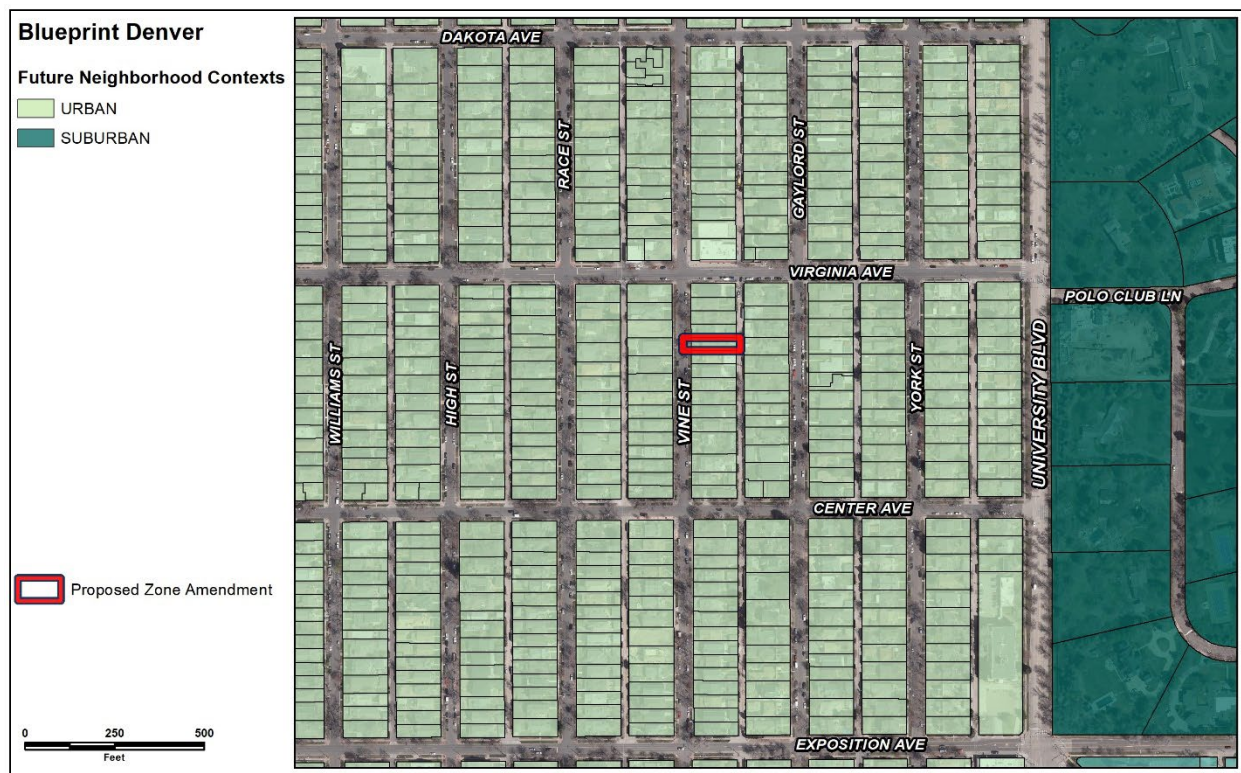 Blueprint Denver
Future Neighborhood Contexts
URBAN
SUBURBAN
Proposed Zone Amendment
0 250 500
Feet
DAKOTA AVE
RACE ST
GAYLORD ST
VIRGINIA AVE
POLO CLUB LN
WILLIAMS ST
HIGH ST
VINE ST
YORK ST
UNIVERSITY BLVD
CENTER AVE
EXPOSITION AVE